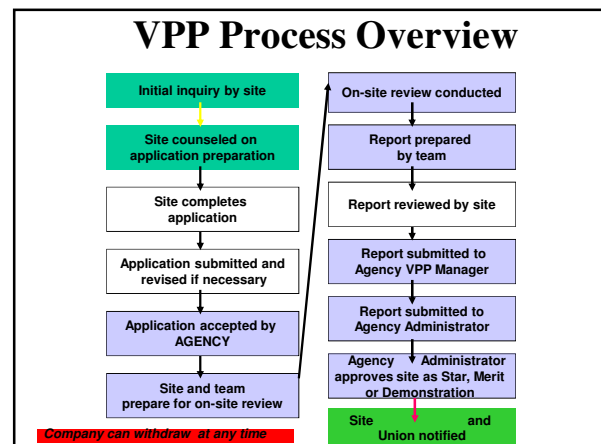 VPP Process Overview
Initial inquiry by site
Site counseled on
application preparation
Site completes
application
Application submitted and
revised if necessary
Application accepted by
AGENCY
Site and team
prepare for on-site review
Company can withdraw at any time
On-site review conducted
Report prepared
by team
Report reviewed by site
Report submitted to
Agency VPP Manager
Report submitted to
Agency Administrator
Agency Administrator
approves site as Star, Merit
or Demonstration
Site and
Union notified